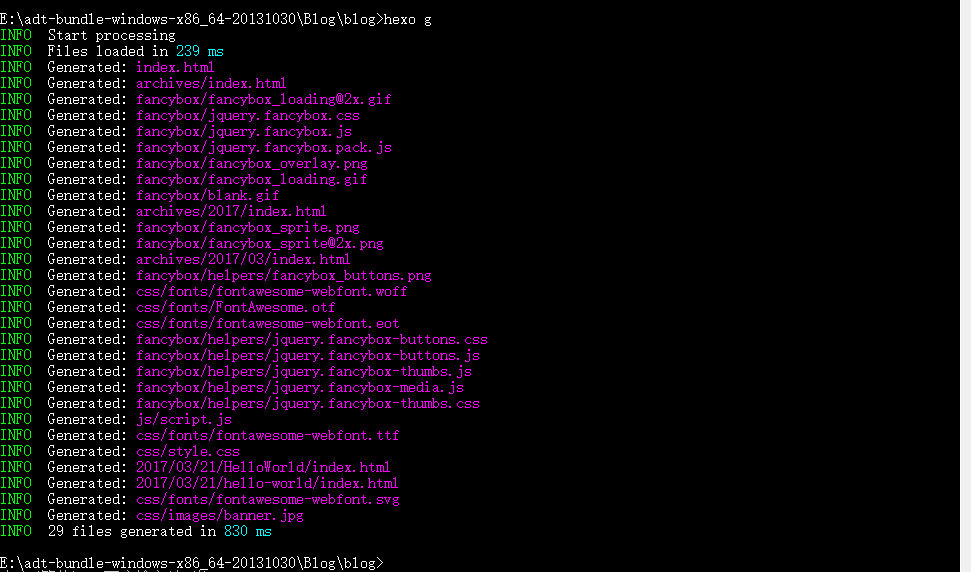 E:\adt-bundle-windows-x86_64-20131030\Blog\blog>hexo g
INFO  Start processing
INFO  Files loaded in 239 ms
INFO  Generated: index.html
INFO  Generated: archives/index.html
INFO  Generated: fancybox/fancybox_loading@2x.gif
INFO  Generated: fancybox/jquery.fancybox.css
INFO  Generated: fancybox/jquery.fancybox.js
INFO  Generated: fancybox/jquery.fancybox.pack.js
INFO  Generated: fancybox/fancybox_overlay.png
INFO  Generated: fancybox/fancybox_loading.gif
INFO  Generated: fancybox/blank.gif
INFO  Generated: archives/2017/index.html
INFO  Generated: fancybox/fancybox_sprite.png
INFO  Generated: fancybox/fancybox_sprite@2x.png
INFO  Generated: archives/2017/03/index.html
INFO  Generated: fancybox/helpers/fancybox_buttons.png
INFO  Generated: css/fonts/fontawesome-webfont.woff
INFO  Generated: css/fonts/FontAwesome.otf
INFO  Generated: css/fonts/fontawesome-webfont.eot
INFO  Generated: fancybox/helpers/jquery.fancybox-buttons.css
INFO  Generated: fancybox/helpers/jquery.fancybox-buttons.js
INFO  Generated: fancybox/helpers/jquery.fancybox-thumbs.js
INFO  Generated: fancybox/helpers/jquery.fancybox-media.js
INFO  Generated: fancybox/helpers/jquery.fancybox-thumbs.css
INFO  Generated: js/script.js
INFO  Generated: css/fonts/fontawesome-webfont.ttf
INFO  Generated: css/style.css
INFO  Generated: 2017/03/21/HelloWorld/index.html
INFO  Generated: 2017/03/21/hello-world/index.html
INFO  Generated: css/fonts/fontawesome-webfont.svg
INFO  Generated: css/images/banner.jpg
INFO  29 files generated in 830 ms
E:\adt-bundle-windows-x86_64-20131030\Blog\blog>